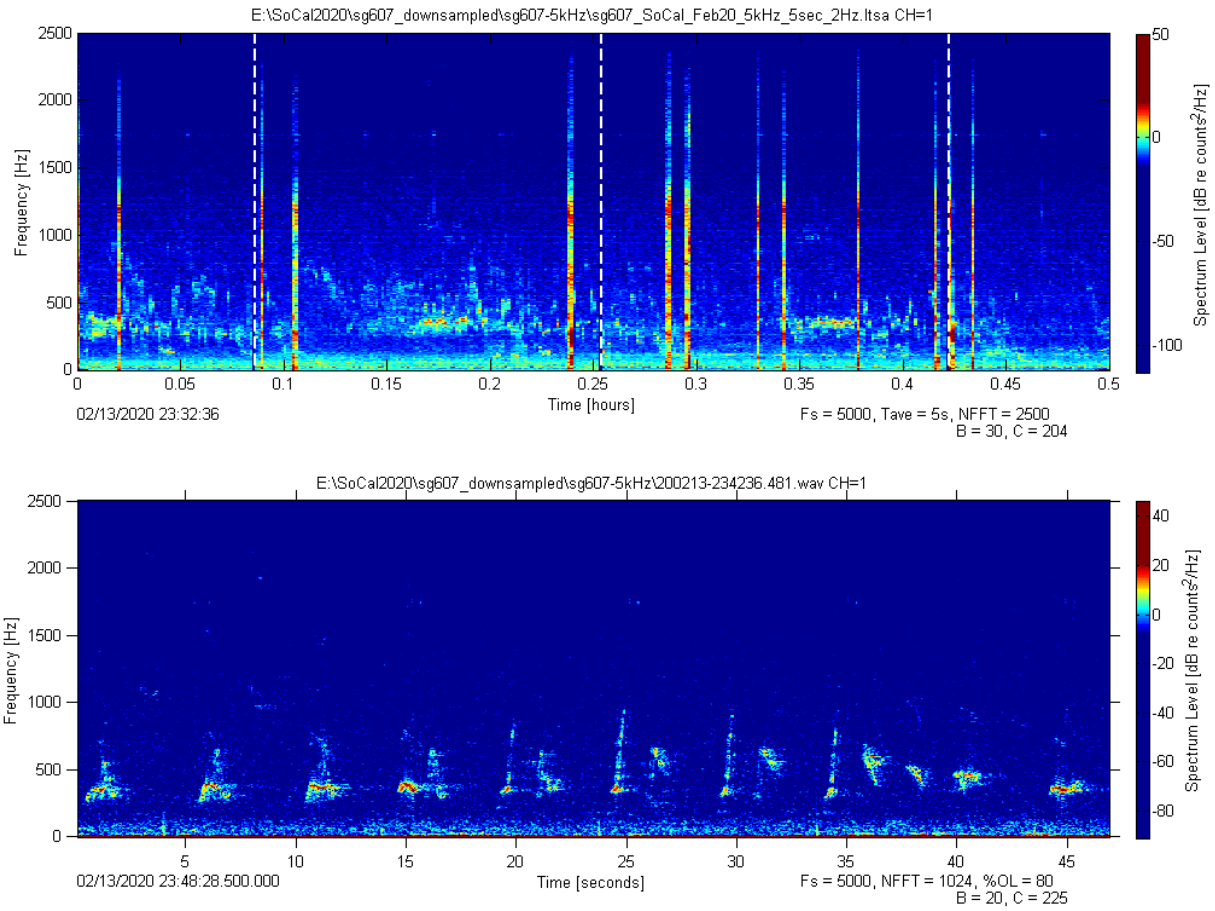 E:\SoCal2020\sg607_downsampled\sg607-5kHz\sg607_SoCal_Feb20_5kHz_5sec_2Hz.ltsa CH=1
2500
2000
1500
1000
500
0
Frequency [Hz]
0 0.05 0.1 0.15 0.2 0.25 0.3 0.35 0.4 0.45 0.5
Time [hours]
02/13/2020 23:32:36
Fs = 5000, Tave = 5s, NFFT = 2500
B = 30, C = 204
50
0
-50
-100
Spectrum Level [dB re counts²/Hz]
E:\SoCal2020\sg607_downsampled\sg607-5kHz\200213-234236.481.wav CH=1
2500
2000
1500
1000
500
0
Frequency [Hz]
5 10 15 20 25 30 35 40 45
Time [seconds]
02/13/2020 23:48:28.500.000
Fs = 5000, NFFT = 1024, %OL = 80
B = 20, C = 225
40
20
0
-20
-40
-60
-80
Spectrum Level [dB re counts²/Hz]